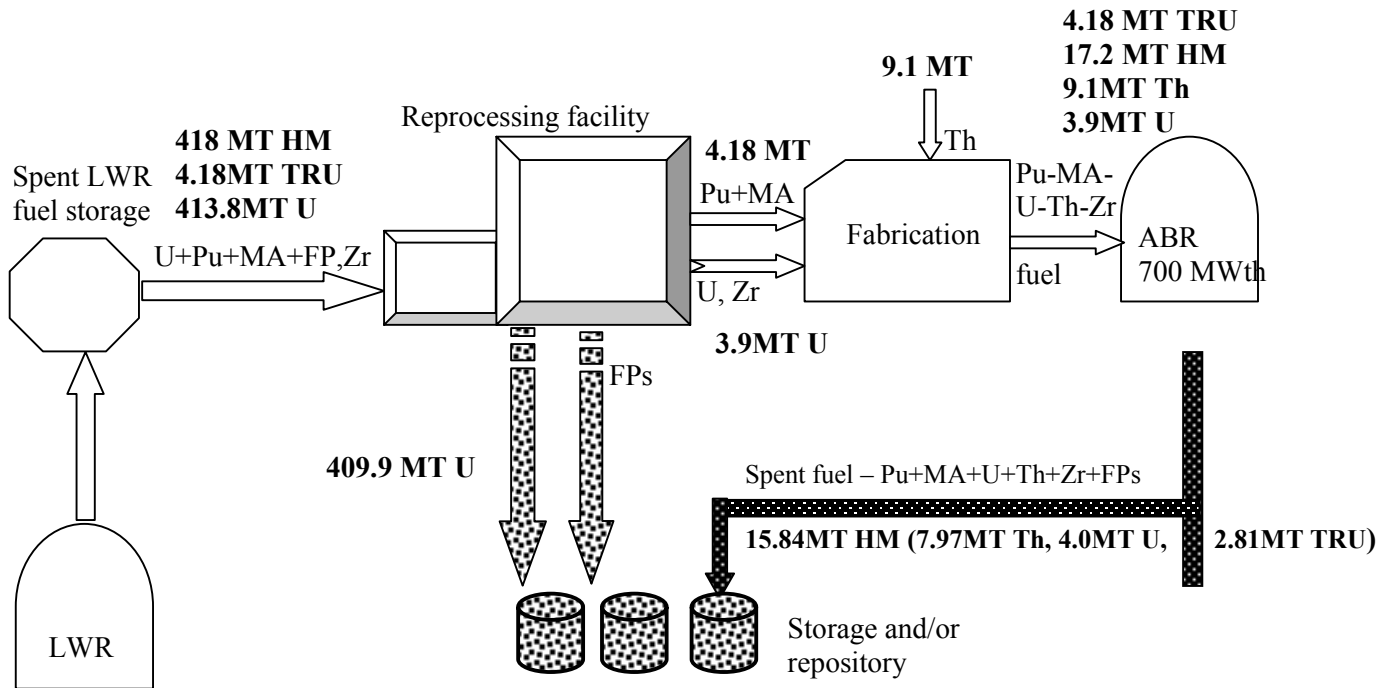 4.18 MT TRU
17.2 MT HM
9.1MT Th
3.9MT U
9.1 MT
Th
Reprocessing facility
418 MT HM
4.18MT TRU
413.8MT U
Spent LWR
fuel storage
U+Pu+MA+FP,Zr
4.18 MT
Pu+MA
U, Zr
3.9MT U
Fabrication
Pu-MA-
U-Th-Zr
fuel
ABR
700 MWth
FPs
409.9 MT U
Spent fuel – Pu+MA+U+Th+Zr+FPs
15.84MT HM (7.97MT Th, 4.0MT U, 2.81MT TRU)
LWR
Storage and/or
repository